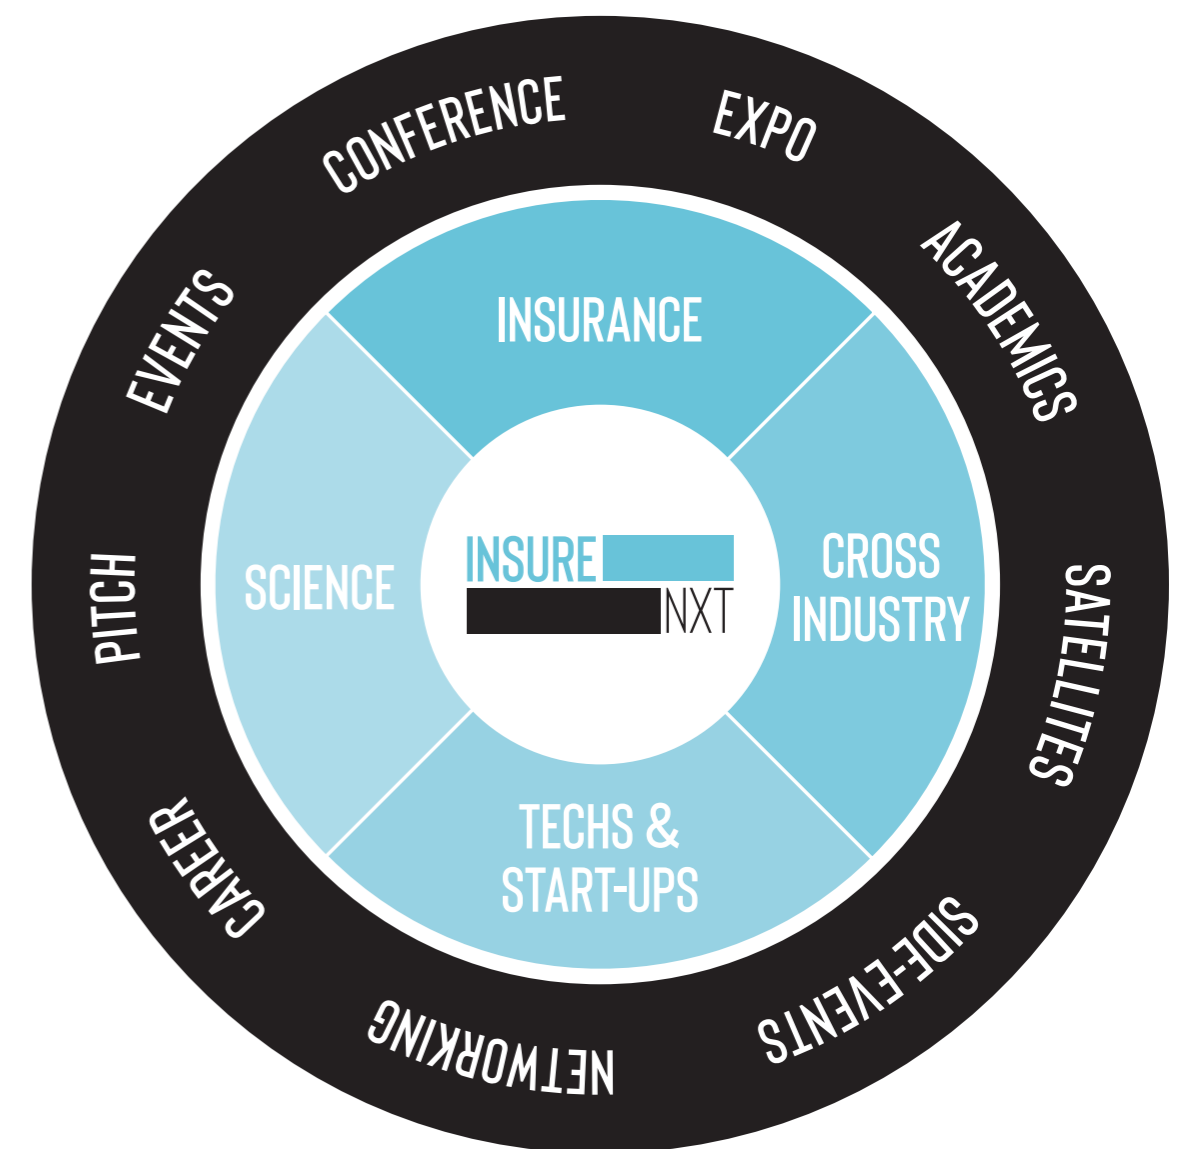 CONFERENCE
EXPO
ACADEMICS
SATELLITES
SIDE-EVENTS
NETWORKING
CAREER
PITCH
EVENTS
INSURANCE
CROSS
INDUSTRY
TECHS &
START-UPS
SCIENCE
INSURE
NXT